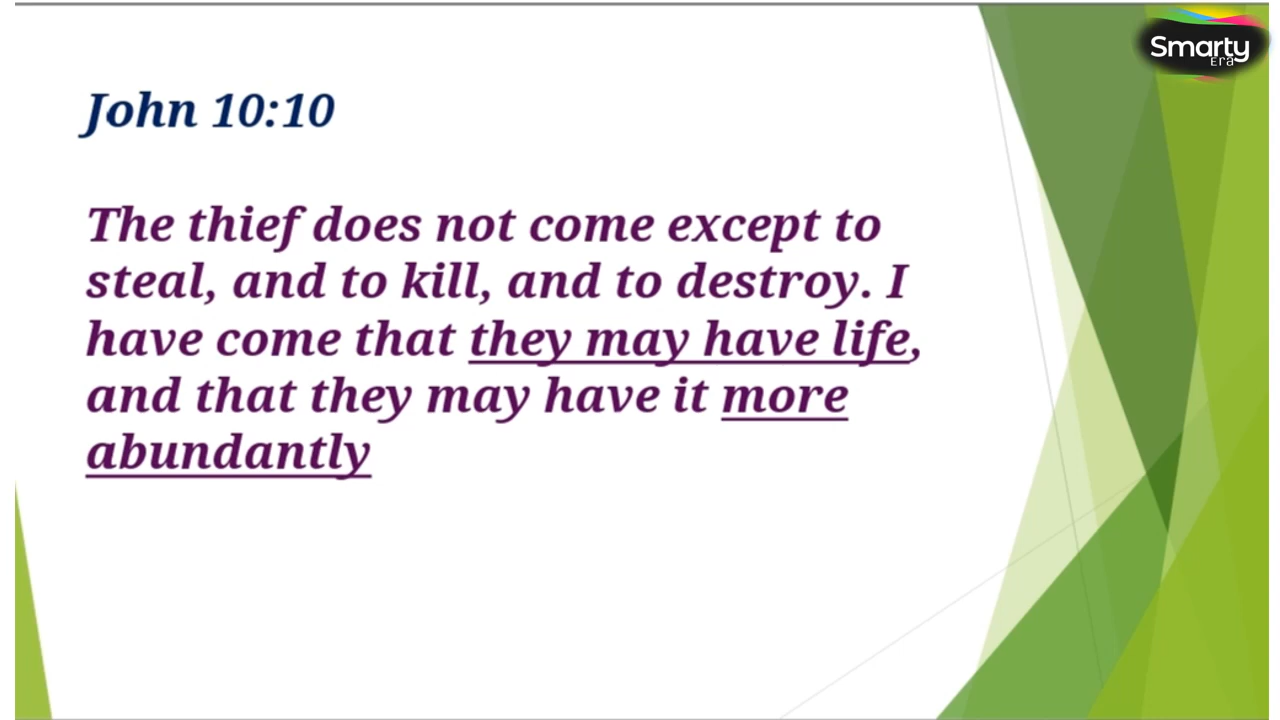 Smarty
Era
John 10:10
The thief does not come except to
steal, and to kill, and to destroy. I
have come that they may have life,
and that they may have it more
abundantly